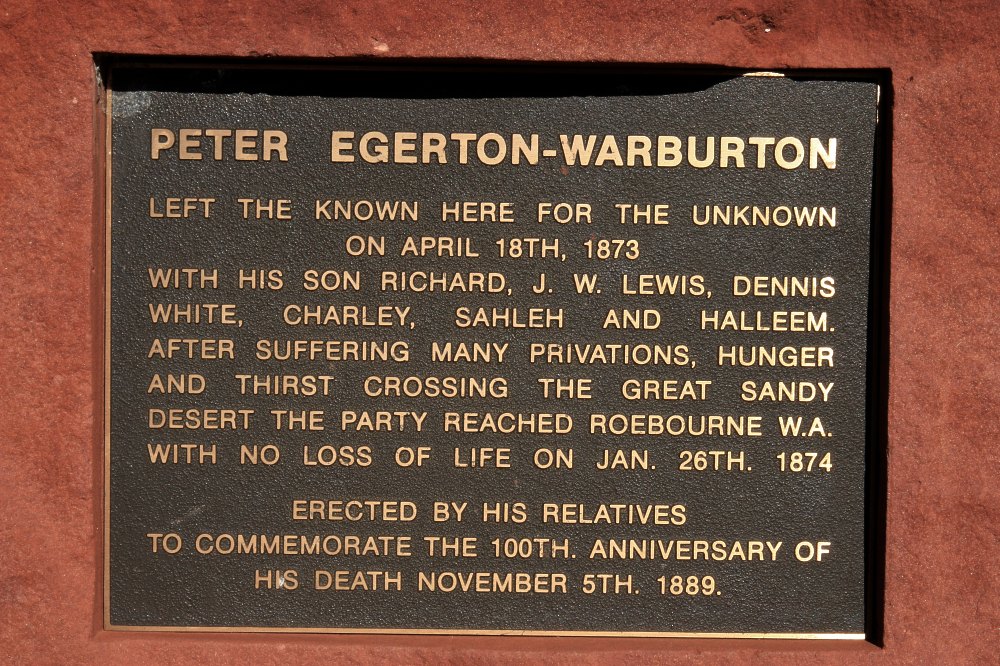 PETER EGERTON-WARBURTON
LEFT THE KNOWN HERE FOR THE UNKNOWN
ON APRIL 18TH, 1873
WITH HIS SON RICHARD, J. W. LEWIS, DENNIS
WHITE, CHARLEY, SAHLEH AND HALLEEM.
AFTER SUFFERING MANY PRIVATIONS, HUNGER
AND THIRST CROSSING THE GREAT SANDY
DESERT THE PARTY REACHED ROEBOURNE W.A.
WITH NO LOSS OF LIFE ON JAN. 26TH. 1874
ERECTED BY HIS RELATIVES
TO COMMEMORATE THE 100TH. ANNIVERSARY OF
HIS DEATH NOVEMBER 5TH. 1889.